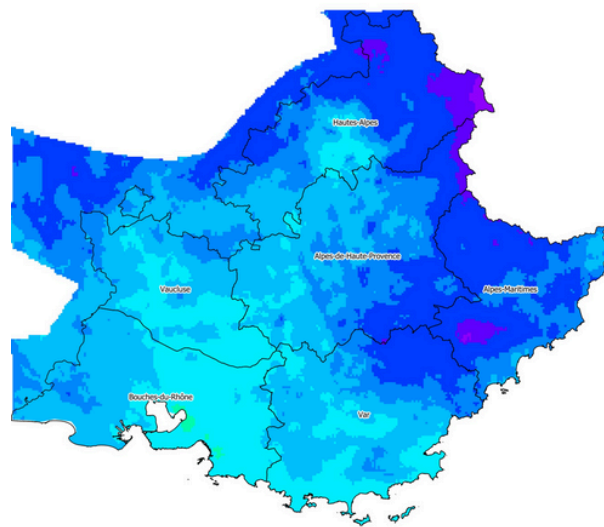 Hautes-Alpes
Alpes-de-Haute-Provence
Vaucluse
Alpes-Maritimes
Bouches-du-Rhône
Var